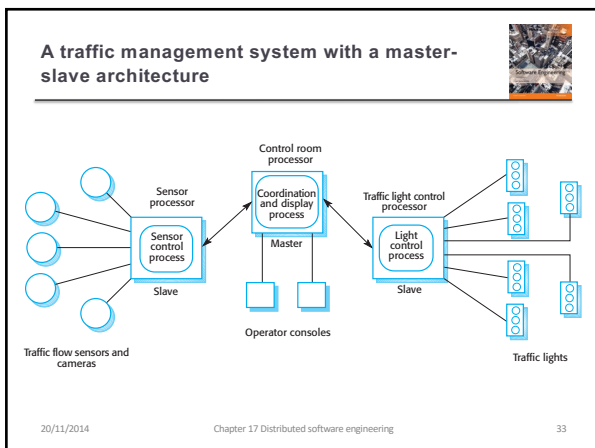 A traffic management system with a master-
slave architecture
Software Engineering
Control room
processor
Sensor
processor
Traffic light control
processor
Coordination
and display
process
Sensor
control
process
Light
control
process
Master
Slave
Slave
Operator consoles
Traffic flow sensors and
cameras
Traffic lights
20/11/2014
Chapter 17 Distributed software engineering
33